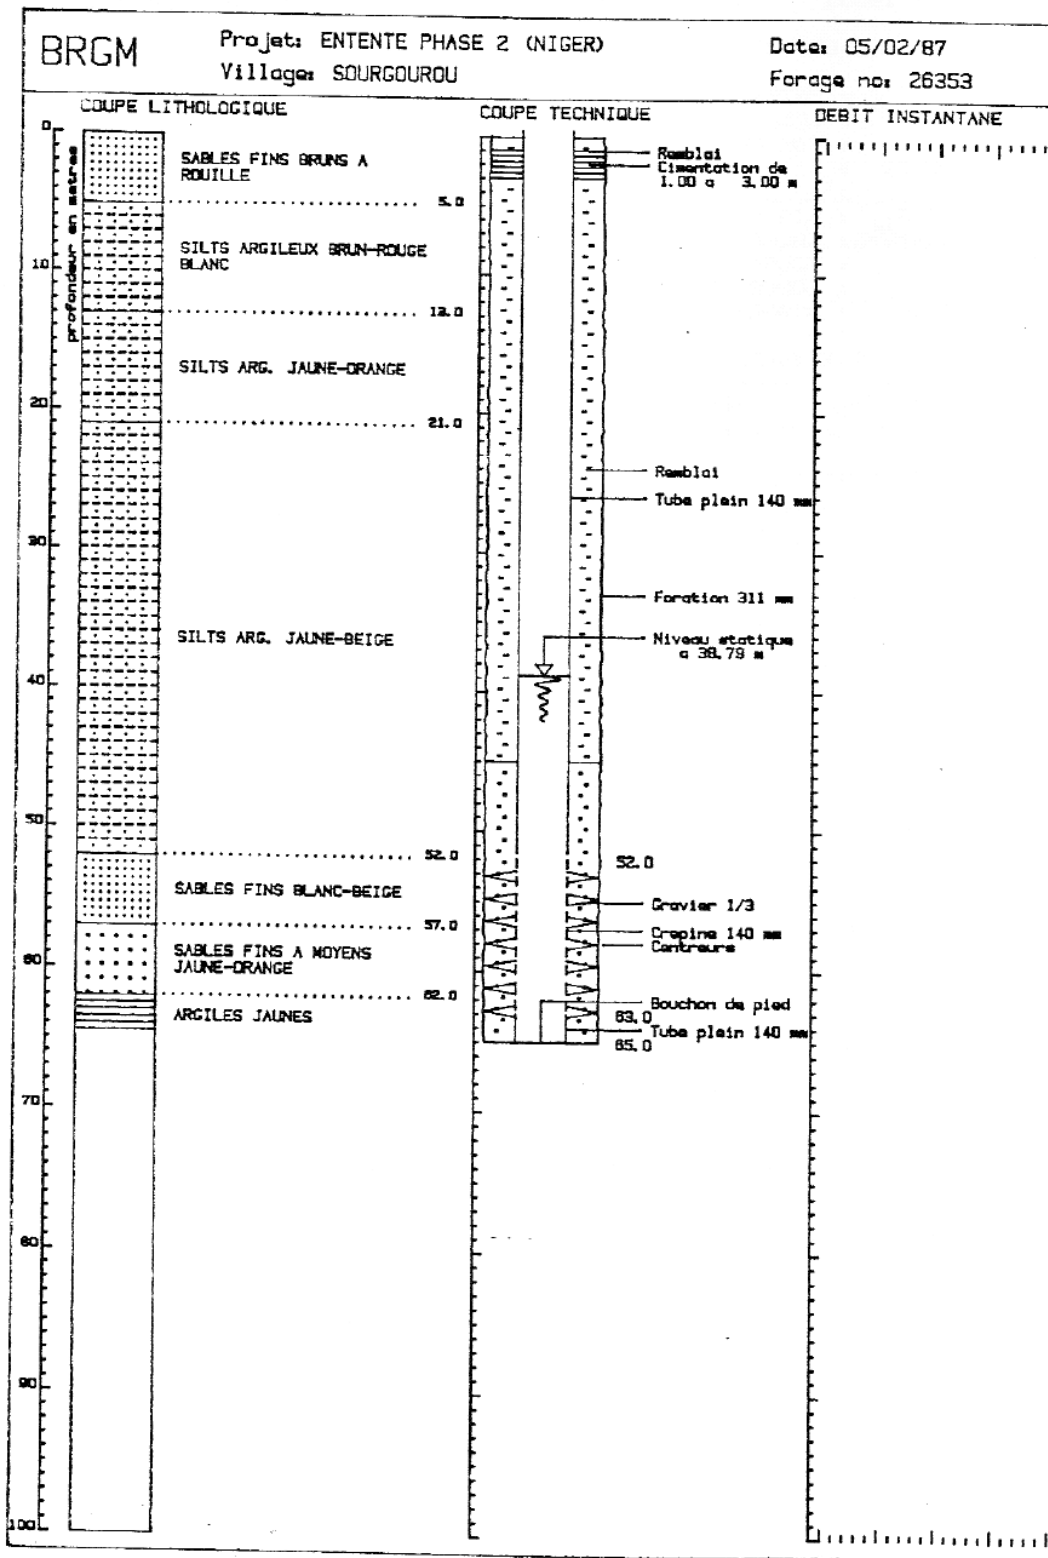 BRGM
Projet: ENTENTE PHASE 2 (NIGER)
Village: SOURGOUROU
Date: 05/02/87
Forage no: 26353
COUPE LITHOLOGIQUE
COUPE TECHNIQUE
DEBIT INSTANTANE
profondeur en metres
0
10
20
30
40
50
60
70
80
90
100
SABLES FINS BRUNS A
ROUILLE
5.0
SILTS ARGILEUX BRUN-ROUGE
BLANC
13.0
SILTS ARG. JAUNE-ORANGE
21.0
SILTS ARG. JAUNE-BEIGE
52.0
SABLES FINS BLANC-BEIGE
57.0
SABLES FINS A MOYENS
JAUNE-ORANGE
62.0
ARGILES JAUNES
Remblai
Cimentation de
1.00 a 3.00 m
Remblai
Tube plein 140 mm
Foration 311 mm
Niveau statique
a 38.79 m
52.0
Gravier 1/3
Crepine 140 mm
Centreurs
Bouchon de pied
63.0
Tube plein 140 mm
65.0